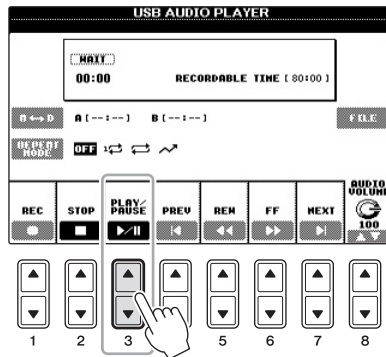 USB AUDIO PLAYER
WAIT
00:00 RECORDABLE TIME [ 80:00 ]
A [ --:-- ] B [ --:-- ]
FILE
REPEAT
MODE
OFF 1
AUDIO
VOLUME
REC STOP PLAY/
PAUSE PREV REW FF NEXT
100
1 2 3 5 6 7 8